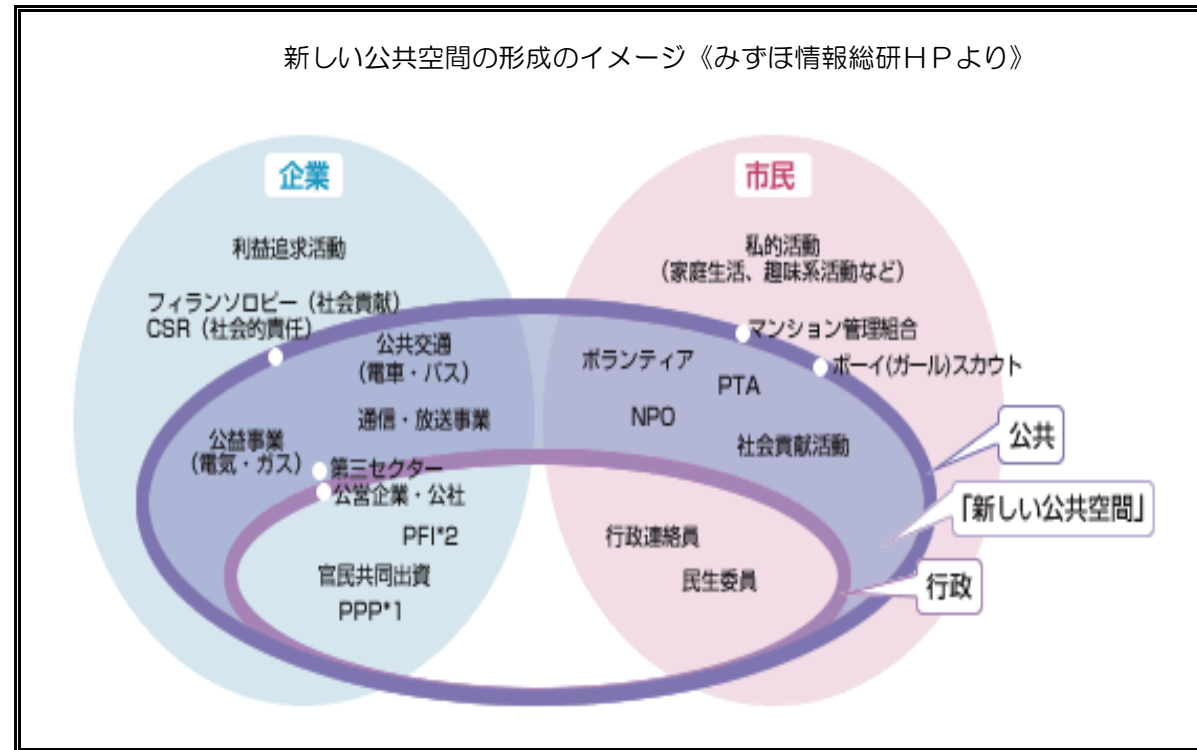 新しい公共空間の形成のイメージ《みずほ情報総研ＨＰより》
企業
利益追求活動
フィランソロピー（社会貢献）
CSR（社会的責任）
公共交通
（電車・バス）
通信・放送事業
公益事業
（電気・ガス）
第三セクター
公営企業・公社
PFI*2
官民共同出資
PPP*1
市民
私的活動
（家庭生活、趣味系活動など）
マンション管理組合
ボーイ(ガール)スカウト
ボランティア
PTA
NPO
社会貢献活動
行政連絡員
民生委員
公共
「新しい公共空間」
行政